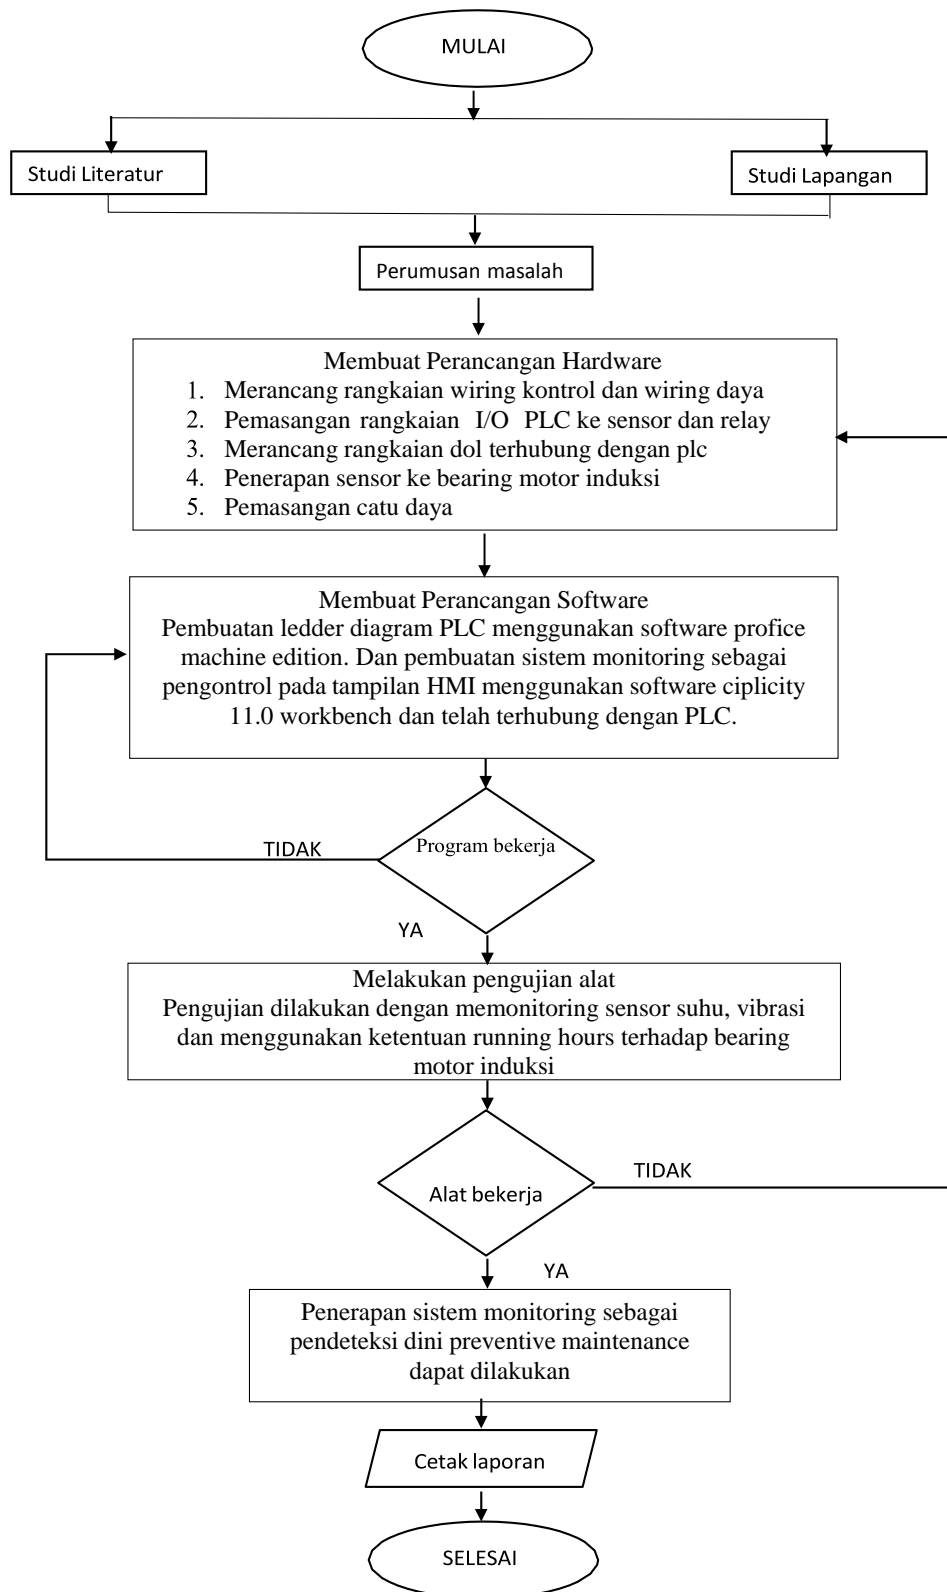 MULAI
Studi Literatur
Studi Lapangan
Perumusan masalah
Membuat Perancangan Hardware
1. Merancang rangkaian wiring kontrol dan wiring daya
2. Pemasangan rangkaian I/O PLC ke sensor dan relay
3. Merancang rangkaian dol terhubung dengan plc
4. Penerapan sensor ke bearing motor induksi
5. Pemasangan catu daya
Membuat Perancangan Software
Pembuatan ledder diagram PLC menggunakan software profice
machine edition. Dan pembuatan sistem monitoring sebagai
pengontrol pada tampilan HMI menggunakan software ciplicity
11.0 workbench dan telah terhubung dengan PLC.
TIDAK
Program bekerja
YA
Melakukan pengujian alat
Pengujian dilakukan dengan memonitoring sensor suhu, vibrasi
dan menggunakan ketentuan running hours terhadap bearing
motor induksi
TIDAK
Alat bekerja
YA
Penerapan sistem monitoring sebagai
pendeteksi dini preventive maintenance
dapat dilakukan
Cetak laporan
SELESAI